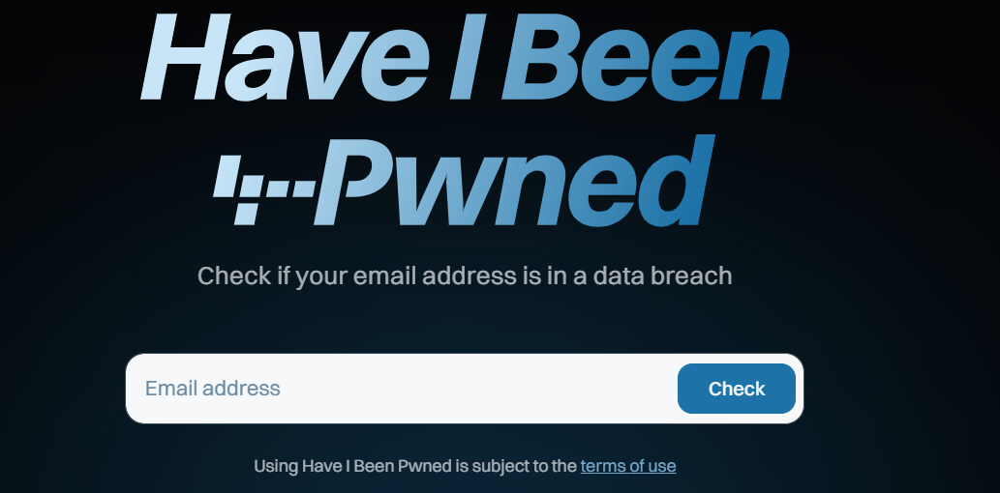 Have I Been
Pwned
Check if your email address is in a data breach
Email address
Check
Using Have I Been Pwned is subject to the terms of use